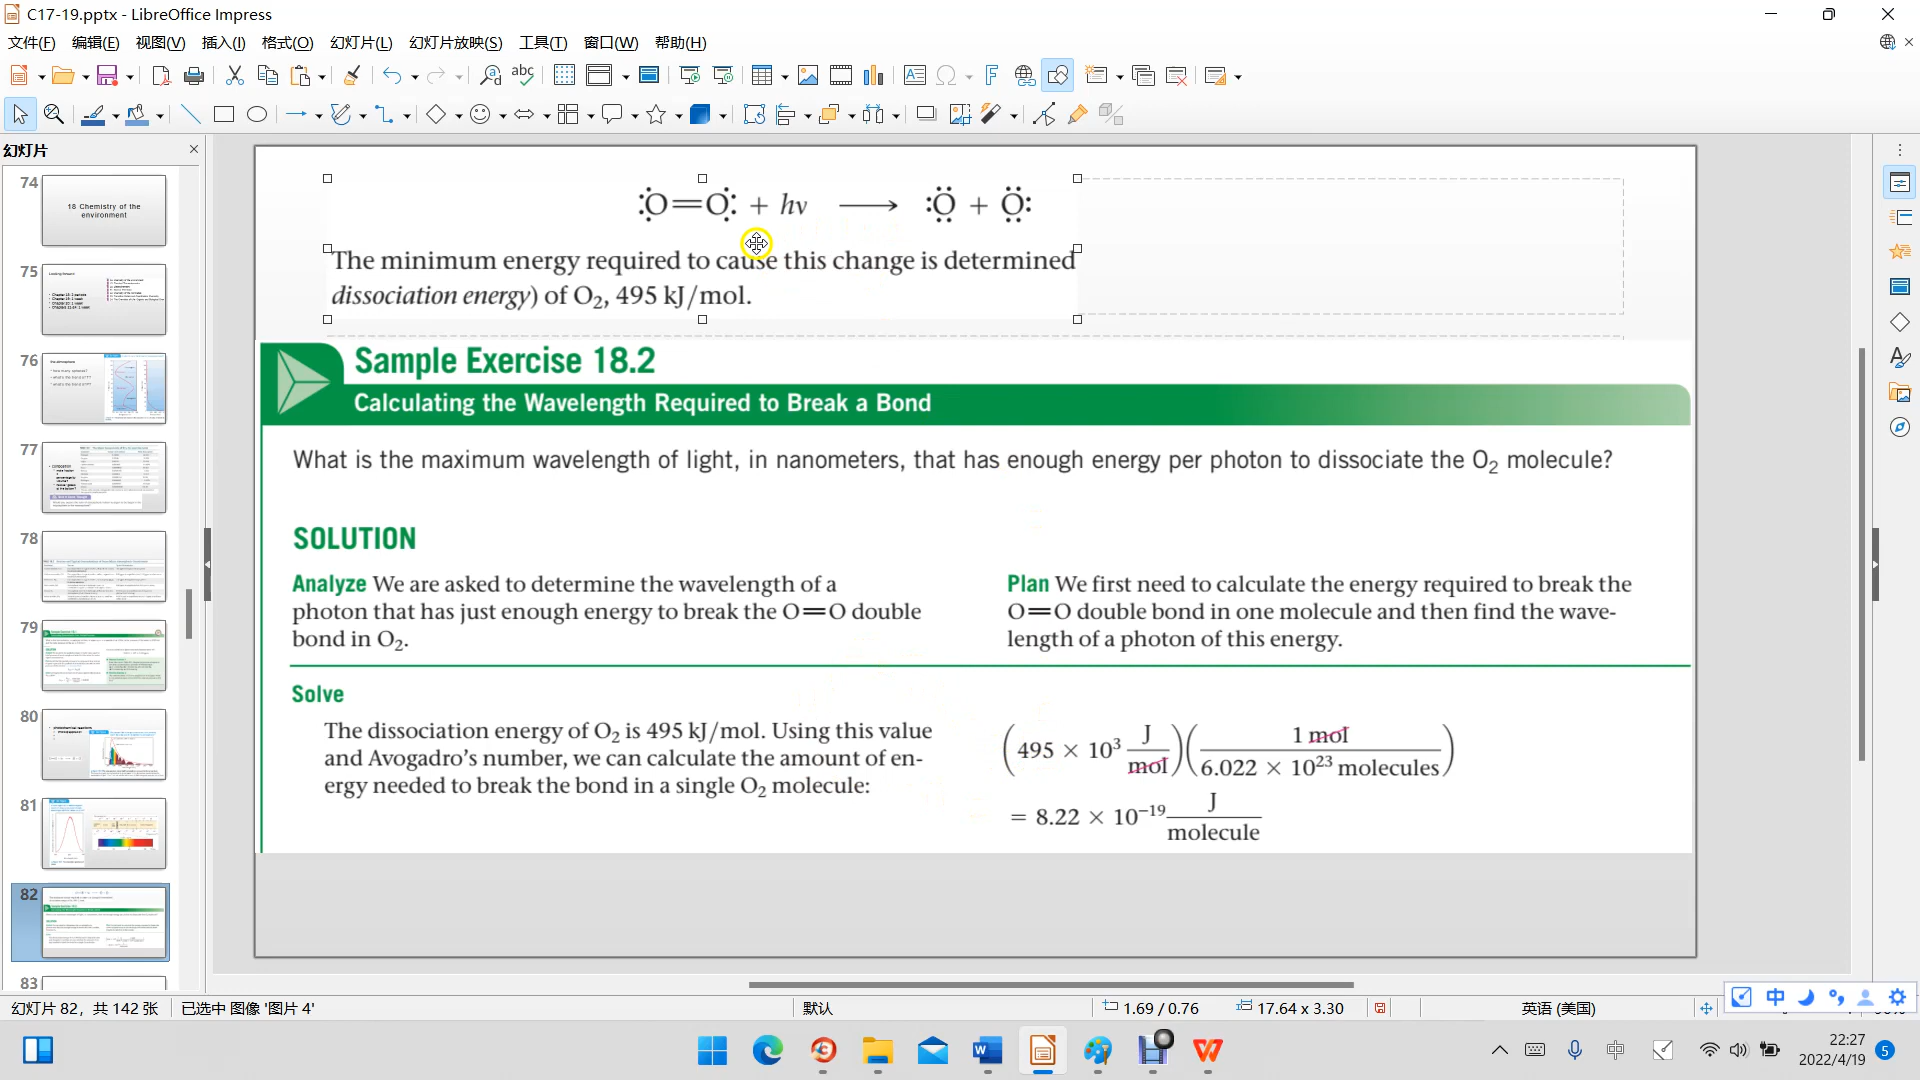 C17-19.pptx - LibreOffice Impress
文件(F) 编辑(E) 视图(V) 插入(I) 格式(O) 幻灯片(L) 幻灯片放映(S) 工具(T) 窗口(W) 帮助(H)
幻灯片
74
18 Chemistry of the
environment
75
76
77
78
79
80
81
82
83
:Ö=Ö: + hν ⟶ :Ö + Ö:
The minimum energy required to cause this change is determined
dissociation energy) of O₂, 495 kJ/mol.
Sample Exercise 18.2
Calculating the Wavelength Required to Break a Bond
What is the maximum wavelength of light, in nanometers, that has enough energy per photon to dissociate the O₂ molecule?
SOLUTION
Analyze We are asked to determine the wavelength of a
photon that has just enough energy to break the O=O double
bond in O₂.
Plan We first need to calculate the energy required to break the
O=O double bond in one molecule and then find the wave-
length of a photon of this energy.
Solve
The dissociation energy of O₂ is 495 kJ/mol. Using this value
and Avogadro's number, we can calculate the amount of en-
ergy needed to break the bond in a single O₂ molecule:
(495 × 10³ J/mol)(1 mol/6.022 × 10²³ molecules)
= 8.22 × 10⁻¹⁹ J/molecule
幻灯片 82，共 142 张 已选中 图像 '图片 4' 默认 1.69 / 0.76 17.64 x 3.30 英语 (美国)
中
22:27
2022/4/19
5